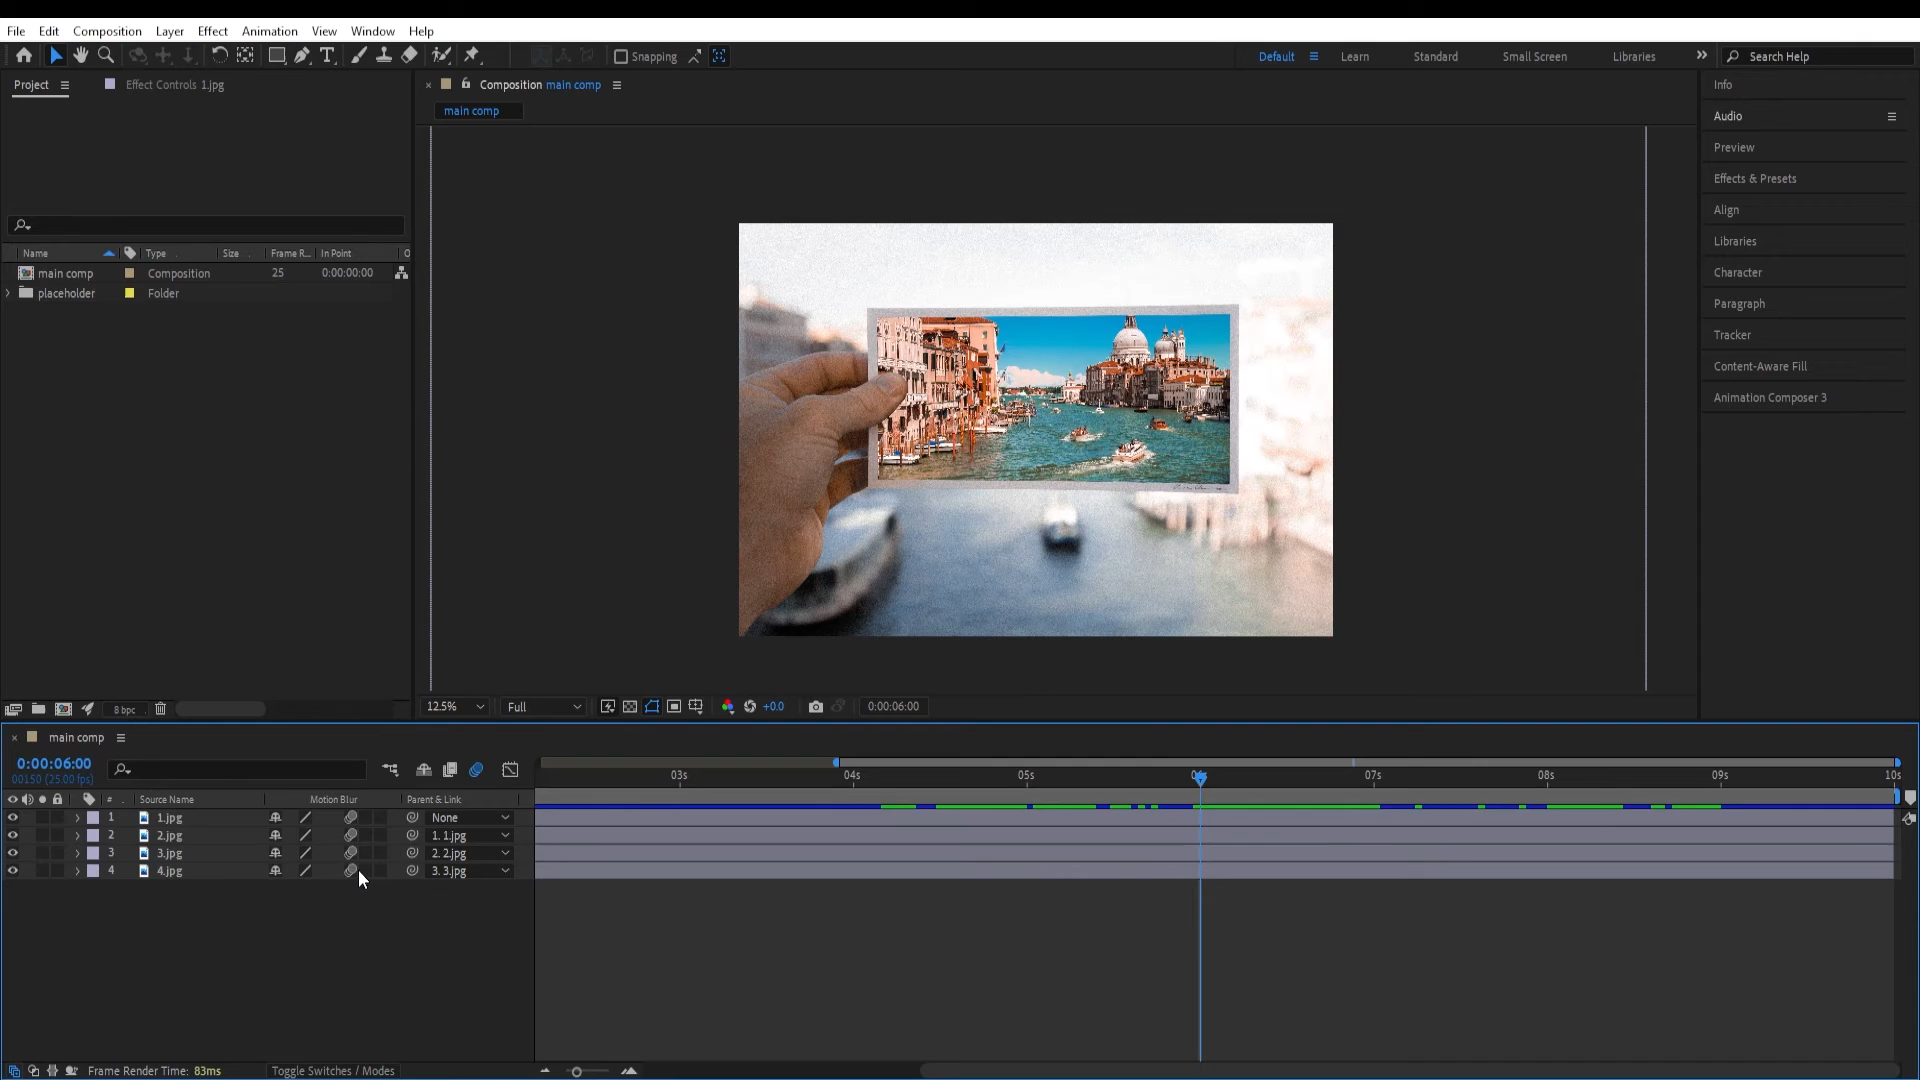 File Edit Composition Layer Effect Animation View Window Help
Snapping
Default Learn Standard Small Screen Libraries Search Help
Project Effect Controls 1.jpg
Composition main comp
main comp
Name Type Size Frame R... In Point O
main comp Composition 25 0:00:00:00
placeholder Folder
Info
Audio
Preview
Effects & Presets
Align
Libraries
Character
Paragraph
Tracker
Content-Aware Fill
Animation Composer 3
8 bpc
12.5% Full +0.0 0:00:06:00
main comp
0:00:06:00
00150 (25.00 fps)
03s 04s 05s 07s 08s 09s 10s
# Source Name Motion Blur Parent & Link
1 1.jpg None
2 2.jpg 1. 1.jpg
3 3.jpg 2. 2.jpg
4 4.jpg 3. 3.jpg
Frame Render Time: 83ms Toggle Switches / Modes